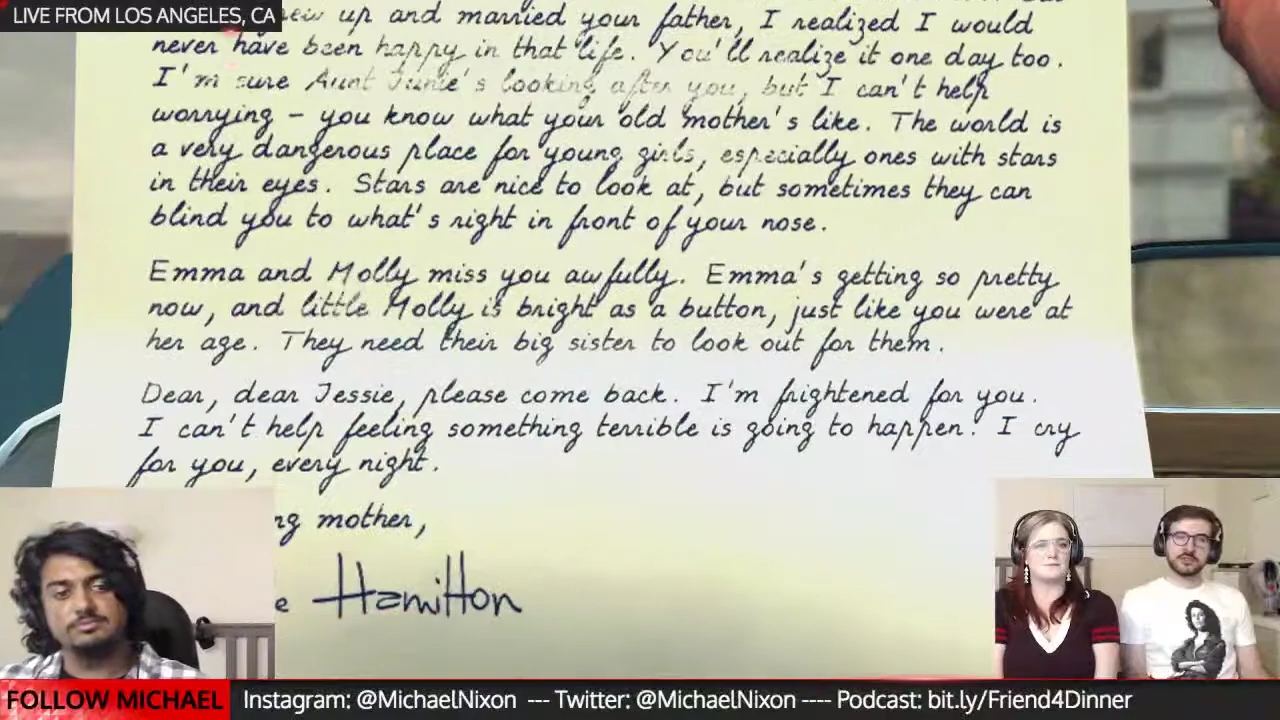 LIVE FROM LOS ANGELES, CA
up and married your father, I realized I would
never have been happy in that life. You'll realize it one day too.
I'm sure Aunt Junie's looking after you, but I can't help
worrying – you know what your old mother's like. The world is
a very dangerous place for young girls, especially ones with stars
in their eyes. Stars are nice to look at, but sometimes they can
blind you to what's right in front of your nose.
Emma and Molly miss you awfully. Emma's getting so pretty
now, and little Molly is bright as a button, just like you were at
her age. They need their big sister to look out for them.
Dear, dear Jessie, please come back. I'm frightened for you.
I can't help feeling something terrible is going to happen. I cry
for you, every night.
ng mother,
e Hamilton
FOLLOW MICHAEL
Instagram: @MichaelNixon --- Twitter: @MichaelNixon ---- Podcast: bit.ly/Friend4Dinner